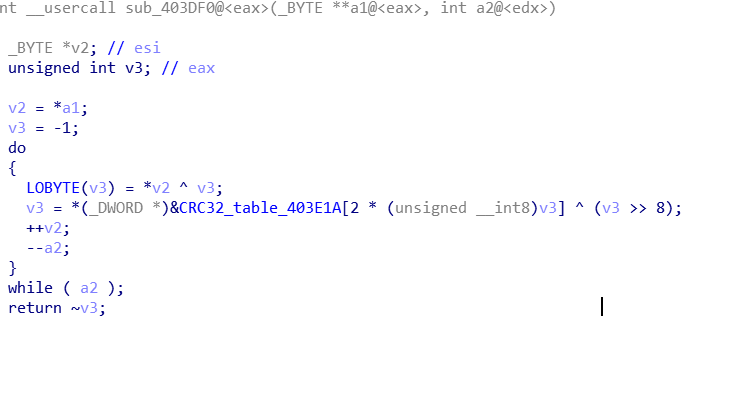 nt __usercall sub_403DF0@<eax>(_BYTE **a1@<eax>, int a2@<edx>)
_BYTE *v2; // esi
unsigned int v3; // eax
v2 = *a1;
v3 = -1;
do
{
LOBYTE(v3) = *v2 ^ v3;
v3 = *(_DWORD *)&CRC32_table_403E1A[2 * (unsigned __int8)v3] ^ (v3 >> 8);
++v2;
--a2;
}
while ( a2 );
return ~v3;